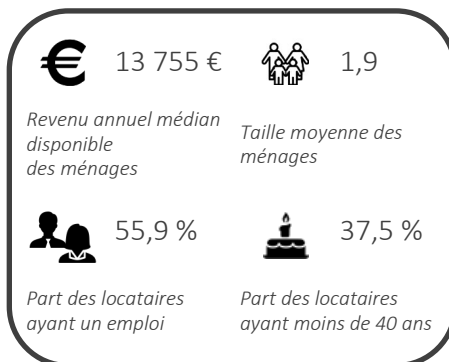 13 755 €
Revenu annuel médian
disponible
des ménages
1,9
Taille moyenne des
ménages
55,9 %
Part des locataires
ayant un emploi
37,5 %
Part des locataires
ayant moins de 40 ans